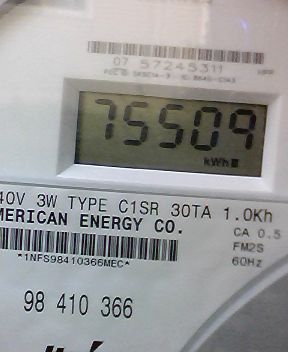 07 57245311
75509
kWh
40V 3W TYPE C1SR 30TA 1.0Kh
MERICAN ENERGY CO.
CA 0.5
FM2S
*1NFS98410366MEC*
60Hz
98 410 366